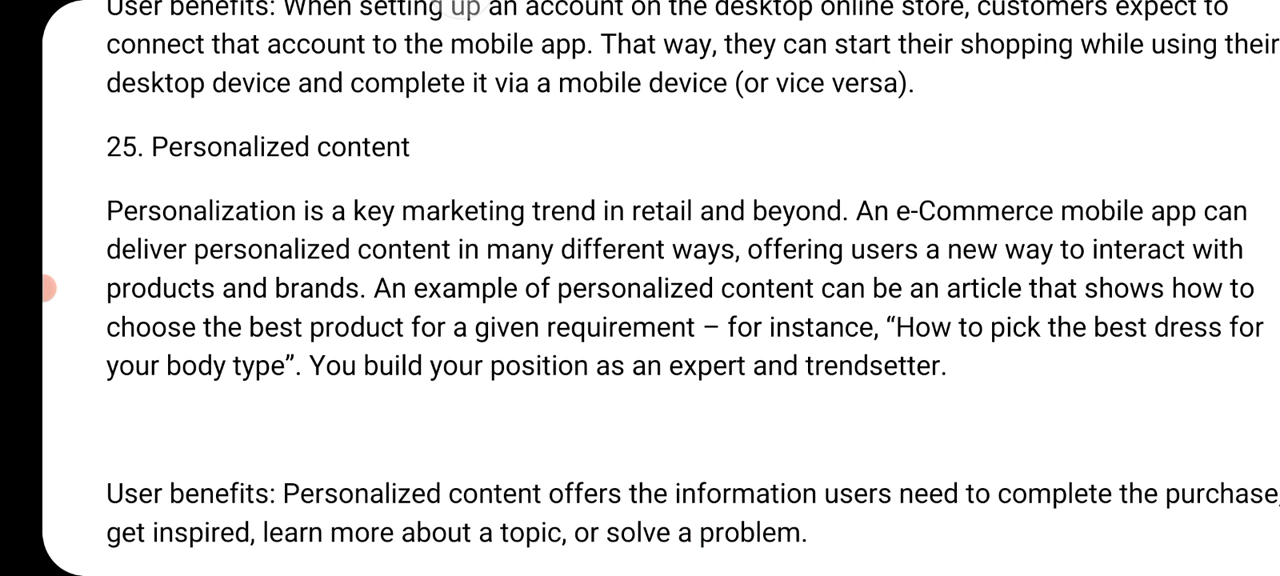 User benefits: When setting up an account on the desktop online store, customers expect to
connect that account to the mobile app. That way, they can start their shopping while using their
desktop device and complete it via a mobile device (or vice versa).
25. Personalized content
Personalization is a key marketing trend in retail and beyond. An e-Commerce mobile app can
deliver personalized content in many different ways, offering users a new way to interact with
products and brands. An example of personalized content can be an article that shows how to
choose the best product for a given requirement – for instance, “How to pick the best dress for
your body type”. You build your position as an expert and trendsetter.
User benefits: Personalized content offers the information users need to complete the purchase,
get inspired, learn more about a topic, or solve a problem.